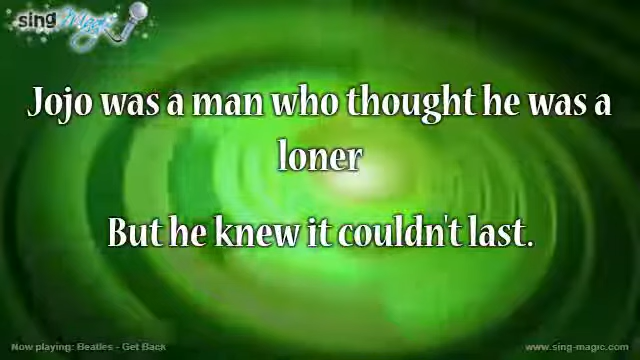 sing Magic
Jojo was a man who thought he was a
loner
But he knew it couldn't last.
Now playing: Beatles - Get Back
www.sing-magic.com